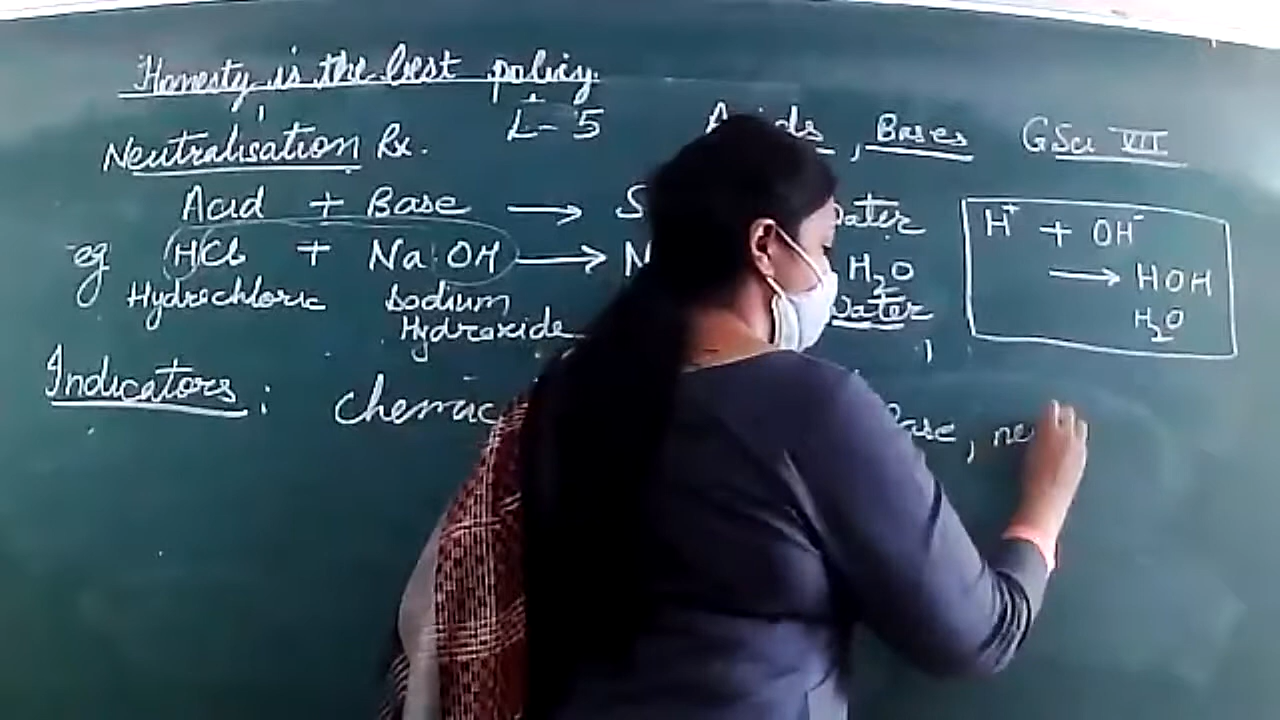 Honesty is the best policy.
L-5 Acids, Bases GSci VII
Neutralisation Rx.
Acid + Base → S ater
eg HCl + NaOH → N H₂O
Hydrochloric Sodium Hydroxide Water
H⁺ + OH⁻
→ HOH
H₂O
Indicators : chemic ase, ne